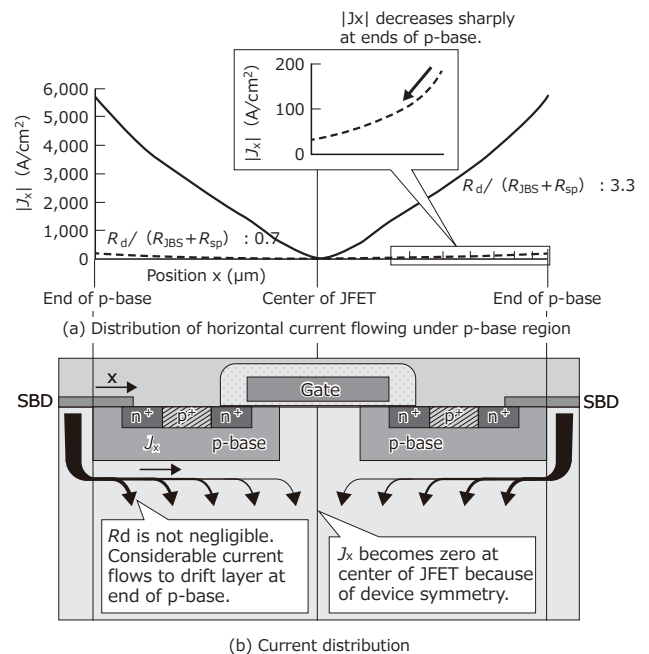 |Jx| decreases sharply
at ends of p-base.
|Jx| (A/cm²)
6,000
5,000
4,000
3,000
2,000
1,000
0
|Jx| (A/cm²)
200
100
0
Rd/（RJBS+Rsp）: 3.3
Rd/（RJBS+Rsp）: 0.7
Position x (μm)
End of p-base
Center of JFET
End of p-base
(a) Distribution of horizontal current flowing under p-base region
x
Gate
SBD
SBD
n+
p+
n+
n+
p+
n+
Jx
p-base
p-base
Rd is not negligible.
Considerable current
flows to drift layer at
end of p-base.
Jx becomes zero at
center of JFET because
of device symmetry.
(b) Current distribution